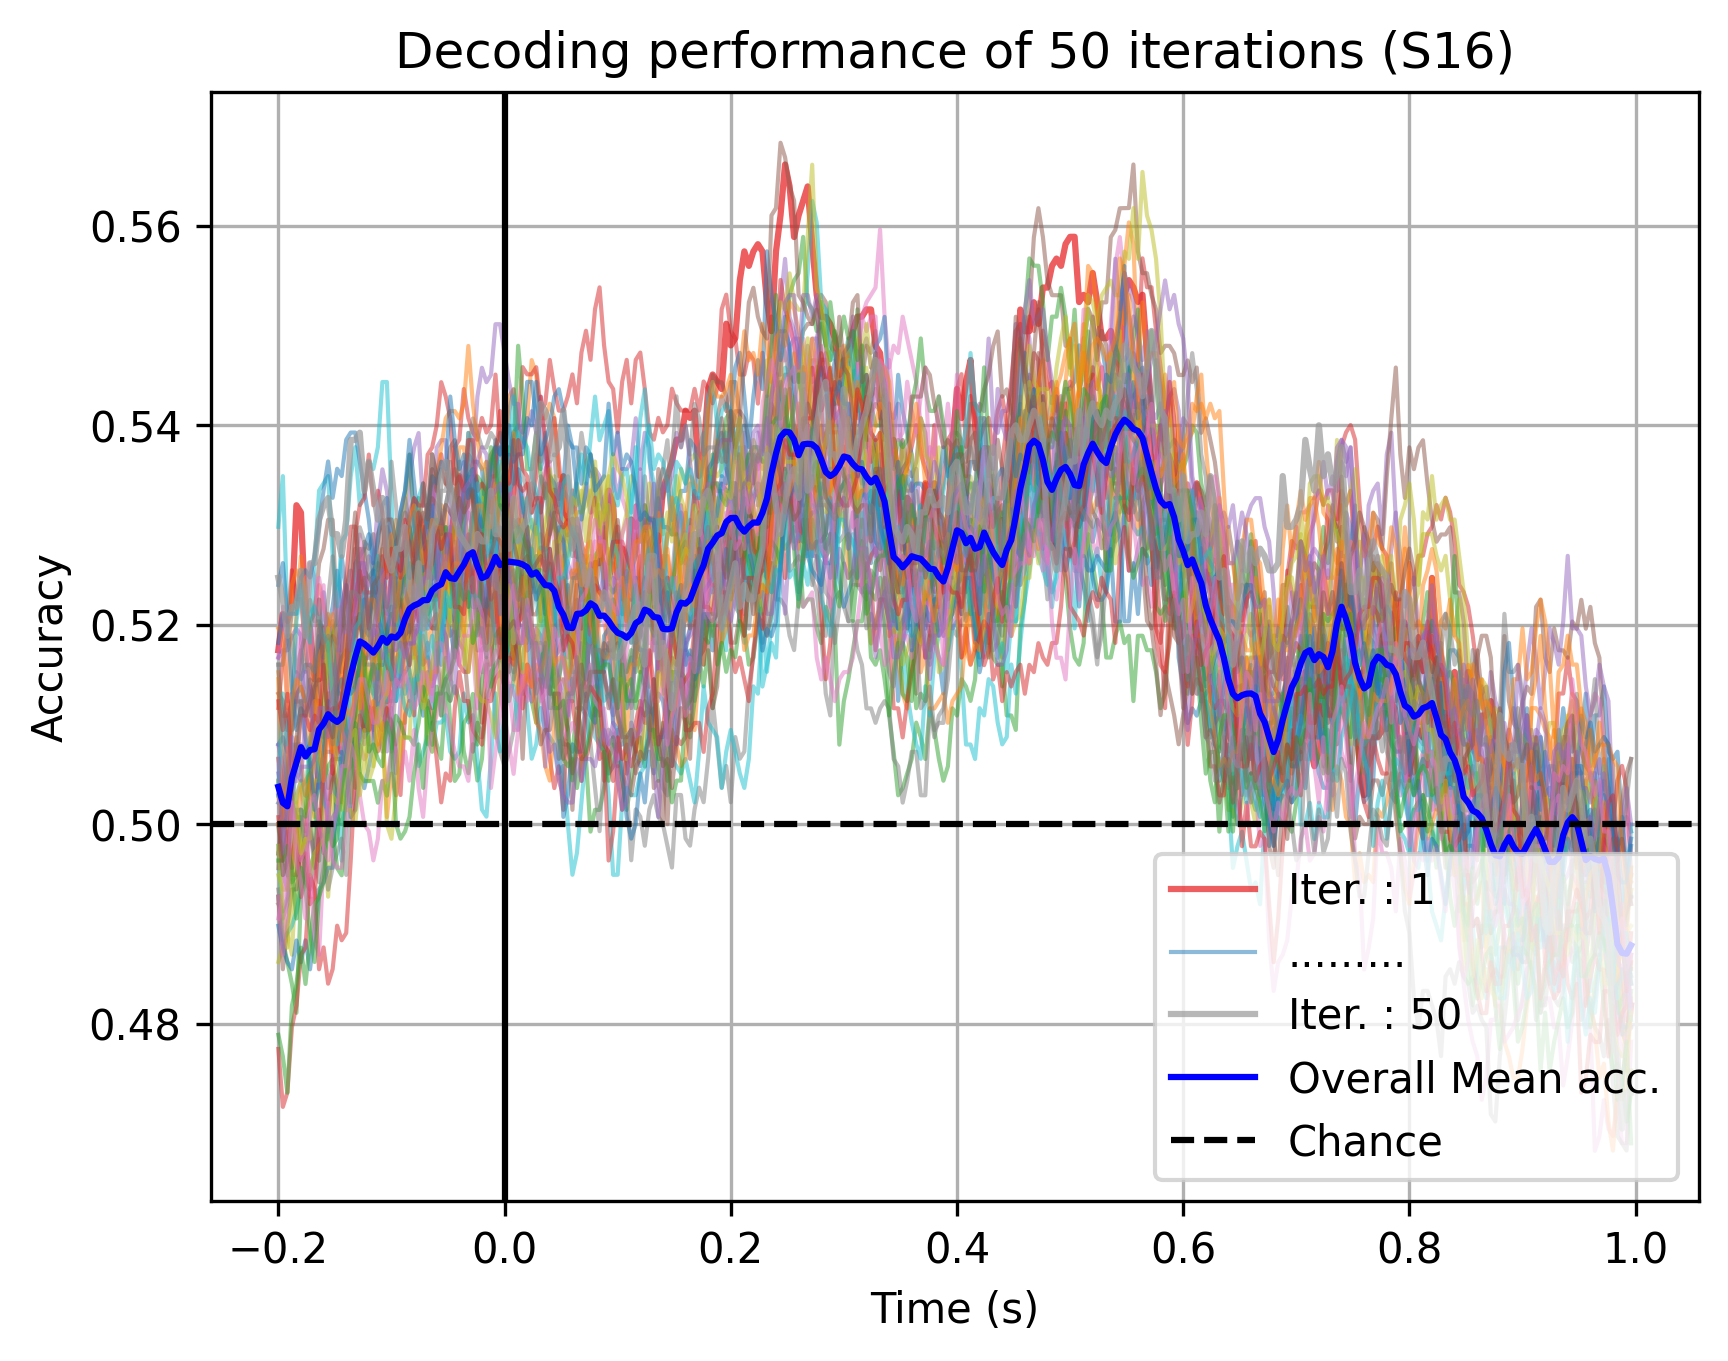 Decoding performance of 50 iterations (S16)
Accuracy
0.56
0.54
0.52
0.50
0.48
−0.2
0.0
0.2
0.4
0.6
0.8
1.0
Time (s)
Iter. : 1
.........
Iter. : 50
Overall Mean acc.
Chance